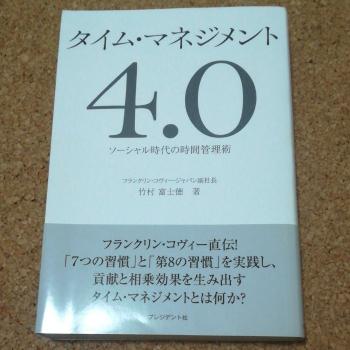 タイム・マネジメント
4.0
ソーシャル時代の時間管理術
フランクリン・コヴィー・ジャパン副社長
竹村 富士徳 著
フランクリン・コヴィー直伝!
「7つの習慣」と「第8の習慣」を実践し、
貢献と相乗効果を生み出す
タイム・マネジメントとは何か?
プレジデント社